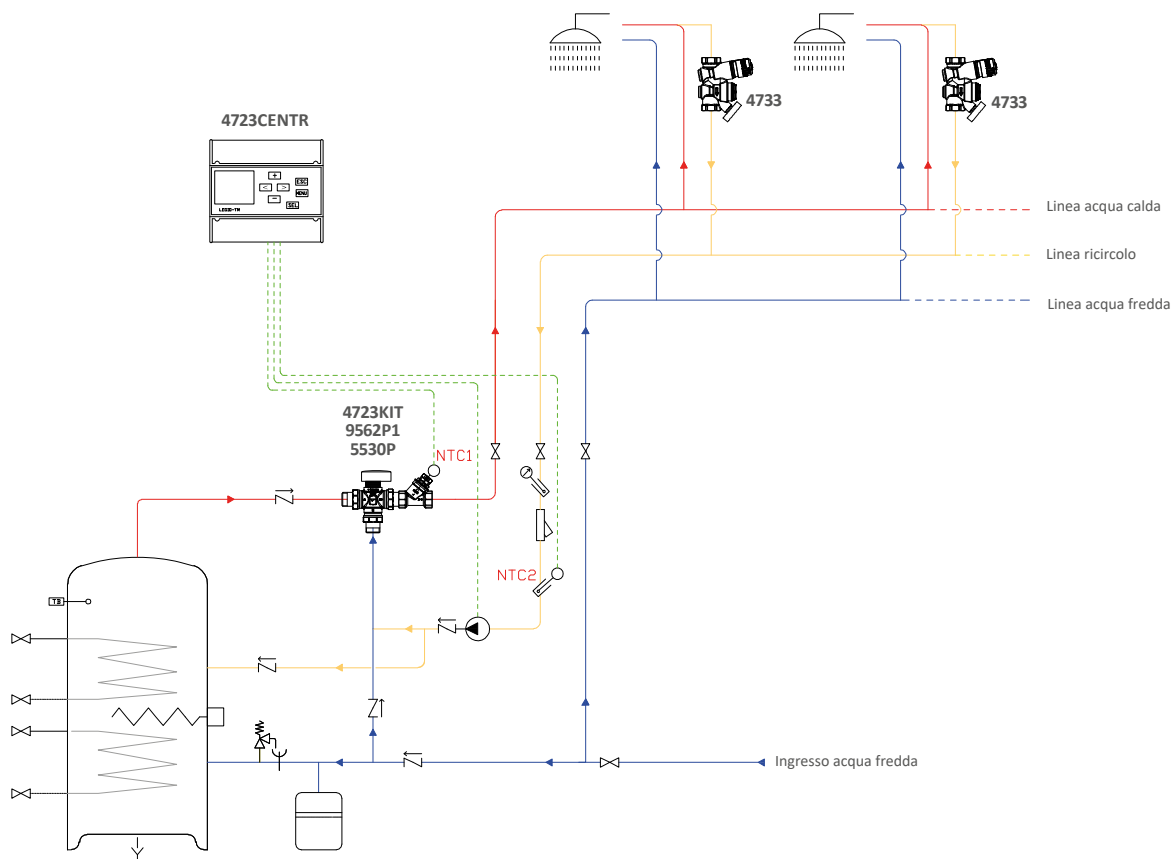 4733
4733
4723CENTR
+
ESC
< >
MENU
−
SEL
LEGIO-TM
Linea acqua calda
Linea ricircolo
Linea acqua fredda
4723KIT
9562P1
5530P
NTC1
NTC2
Ingresso acqua fredda